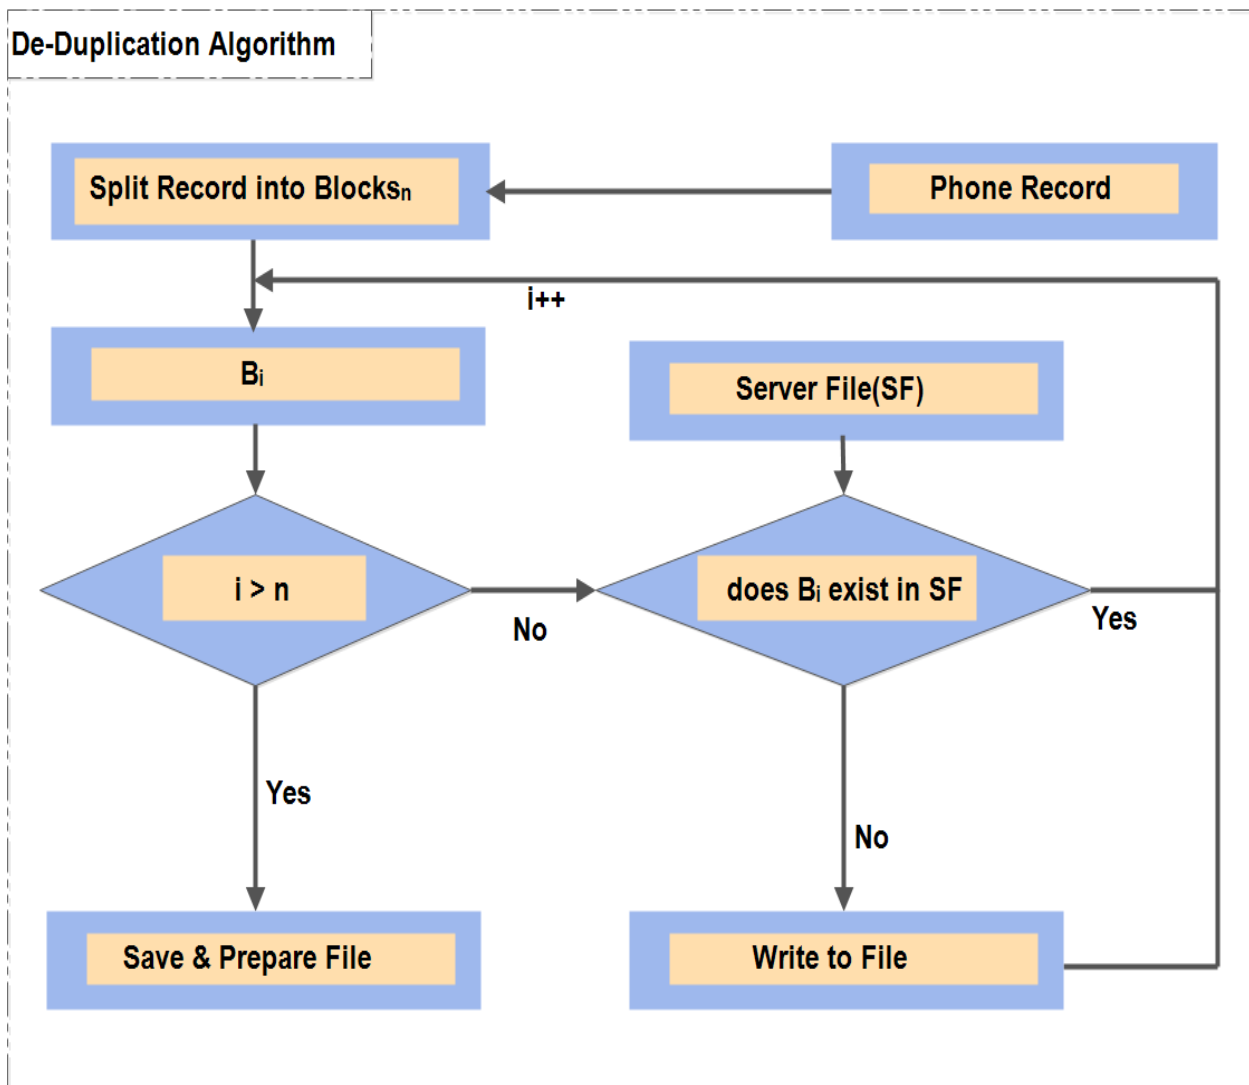 De-Duplication Algorithm
Split Record into Blocksₙ
Phone Record
i++
Bᵢ
Server File(SF)
i > n
does Bᵢ exist in SF
No
Yes
Yes
No
Save & Prepare File
Write to File